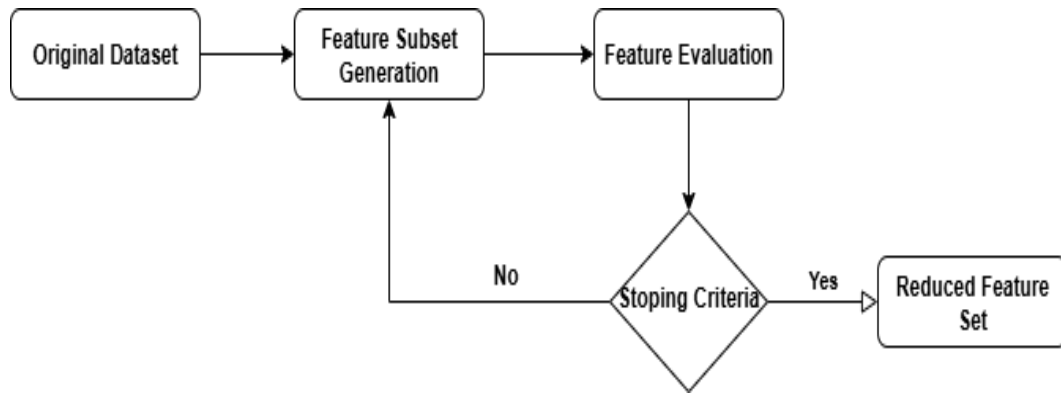 Original Dataset
Feature Subset
Generation
Feature Evaluation
No
Stoping Criteria
Yes
Reduced Feature
Set